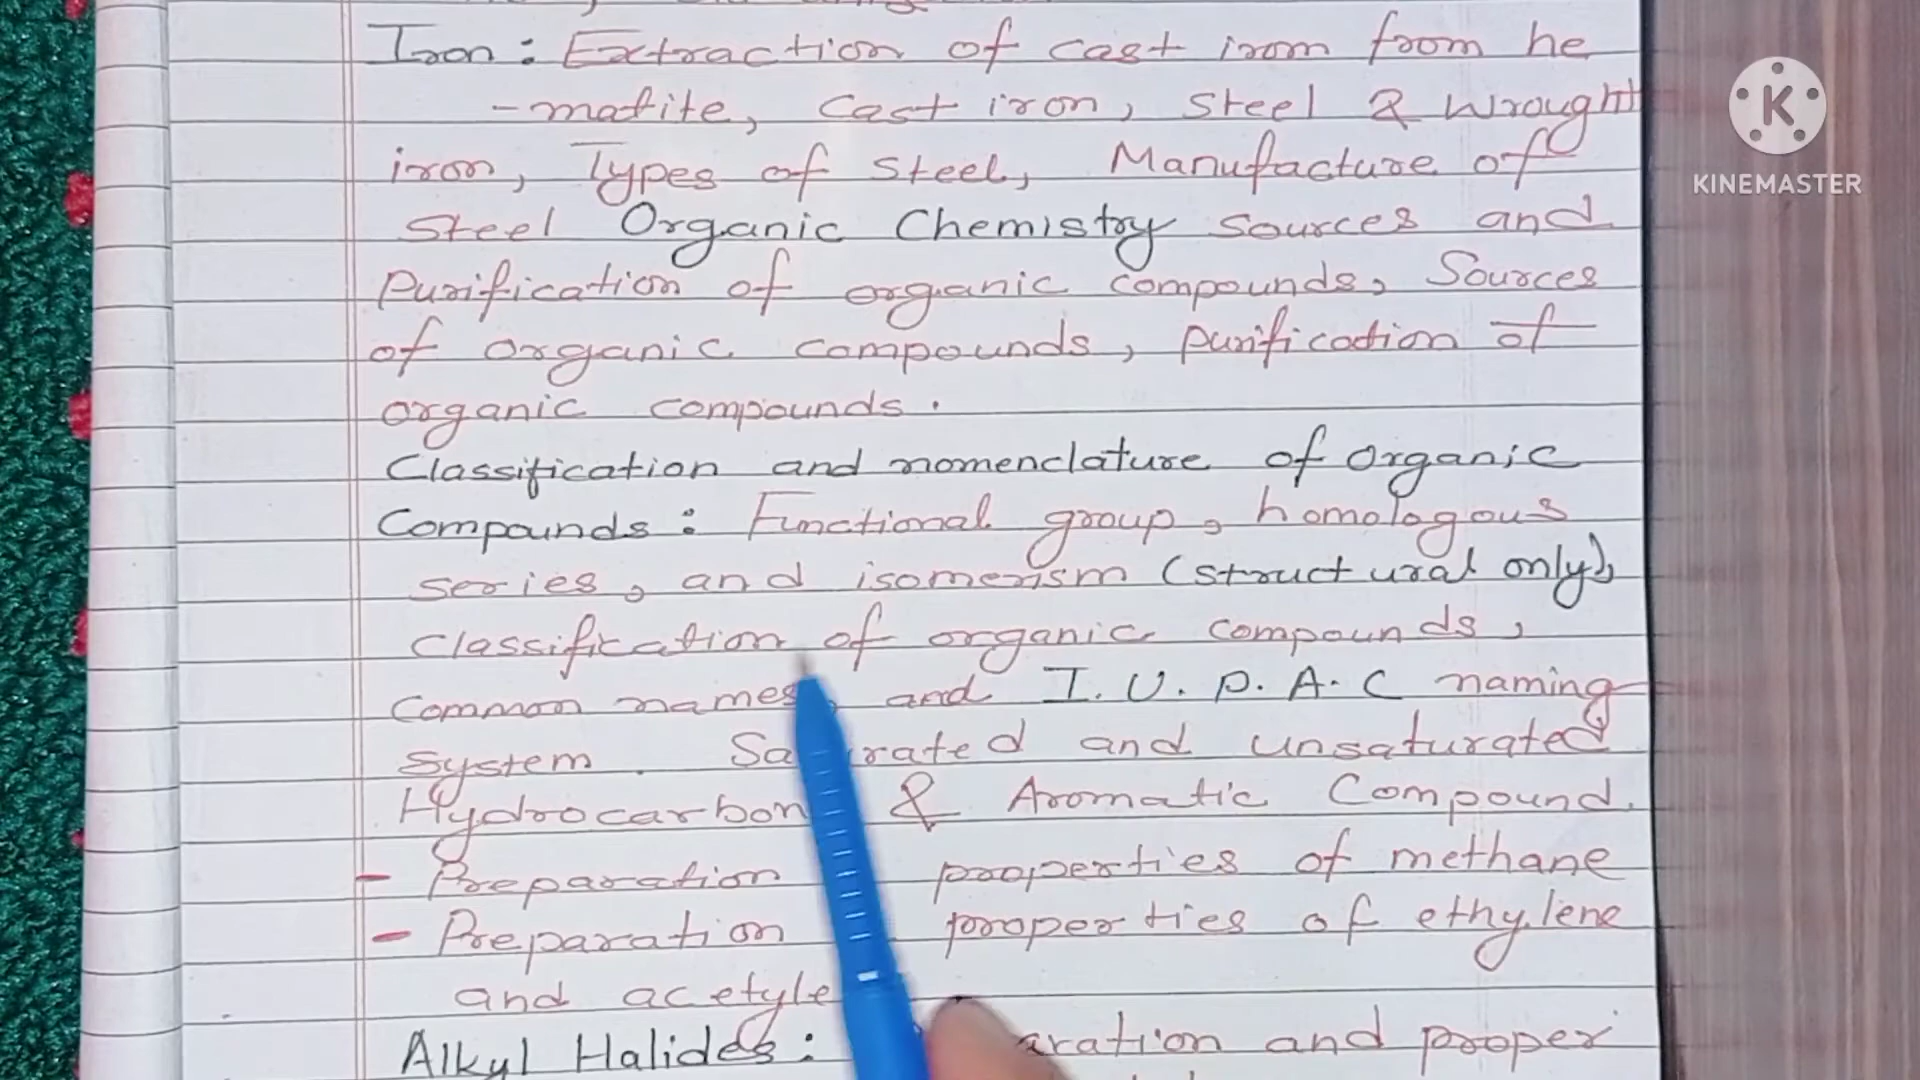 Iron: Extraction of cast iron from he
-matite, Cast iron, Steel & Wrought
iron, Types of Steel, Manufacture of
Steel Organic Chemistry Sources and
Purification of organic compounds, Sources
of organic compounds, purification of
organic compounds.
Classification and nomenclature of organic
Compounds: Functional group, homologous
series, and isomerism (structural only),
classification of organic compounds,
common names, and I.U.P.A.C naming
system. Sa rated and unsaturated
Hydrocarbon & Aromatic Compound.
- Preparation properties of methane
- Preparation properties of ethylene
and acetyle
Alkyl Halides: aration and proper
K
KINEMASTER